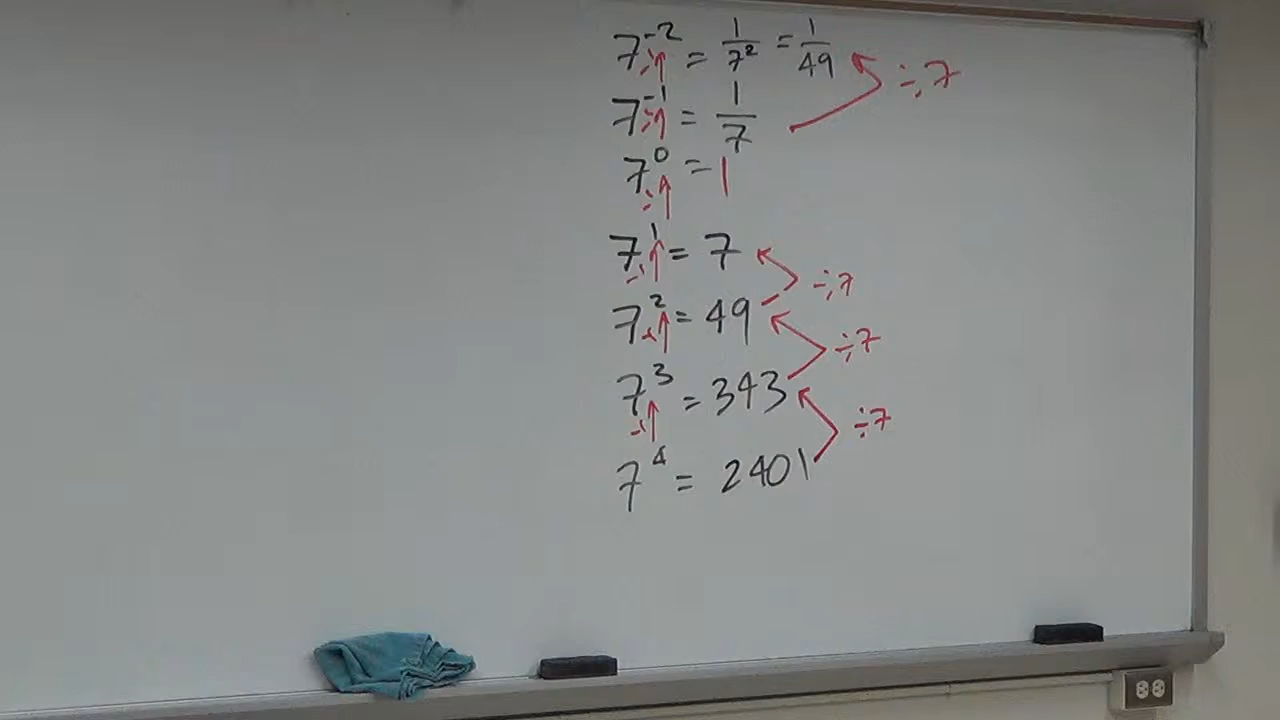 7⁻² = 1/7² = 1/49
÷7
7⁻¹ = 1/7
7⁰ = 1
7¹ = 7
÷7
7² = 49
÷7
7³ = 343
÷7
7⁴ = 2401